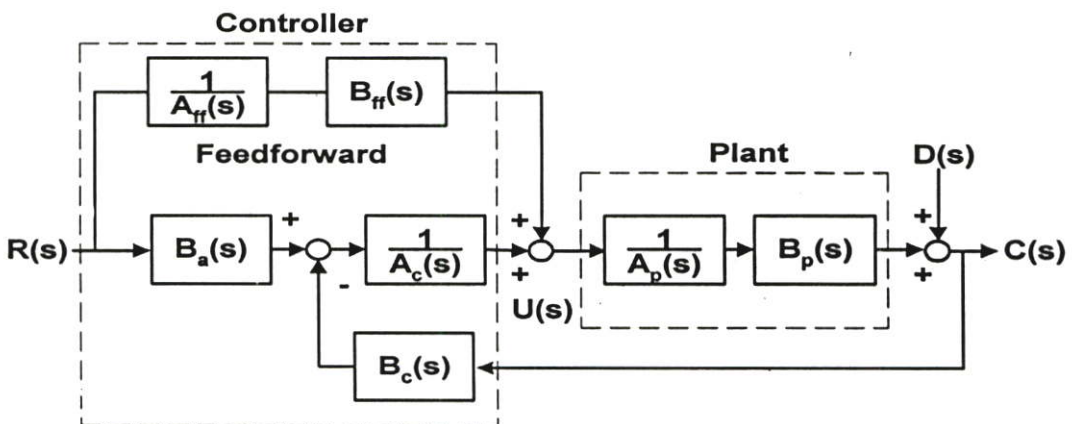 Controller
1
A_ff(s)
B_ff(s)
Feedforward
Plant
D(s)
R(s)
B_a(s)
+
-
1
A_c(s)
+
+
U(s)
1
A_p(s)
B_p(s)
+
+
C(s)
B_c(s)